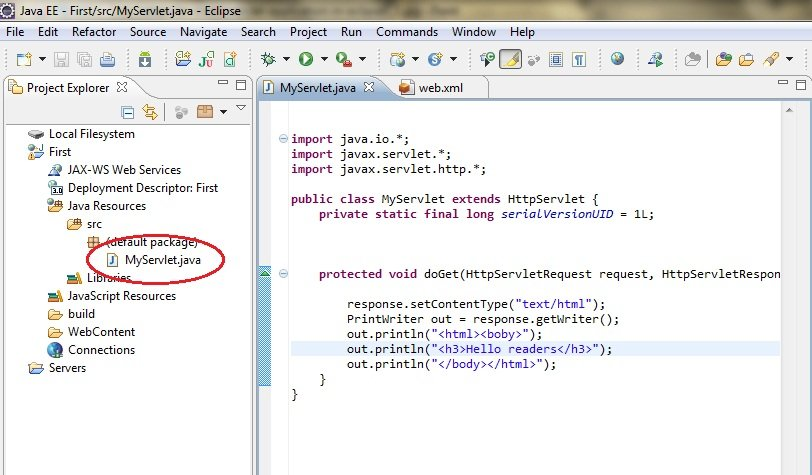 Java EE - First/src/MyServlet.java - Eclipse
File Edit Refactor Source Navigate Search Project Run Commands Window Help
Project Explorer
MyServlet.java web.xml
Local Filesystem
First
JAX-WS Web Services
3.0 Deployment Descriptor: First
Java Resources
src
(default package)
MyServlet.java
Libraries
JavaScript Resources
build
WebContent
Connections
Servers
import java.io.*;
import javax.servlet.*;
import javax.servlet.http.*;
public class MyServlet extends HttpServlet {
private static final long serialVersionUID = 1L;
protected void doGet(HttpServletRequest request, HttpServletRespon
response.setContentType("text/html");
PrintWriter out = response.getWriter();
out.println("<html><boby>");
out.println("<h3>Hello readers</h3>");
out.println("</body></html>");
}
}